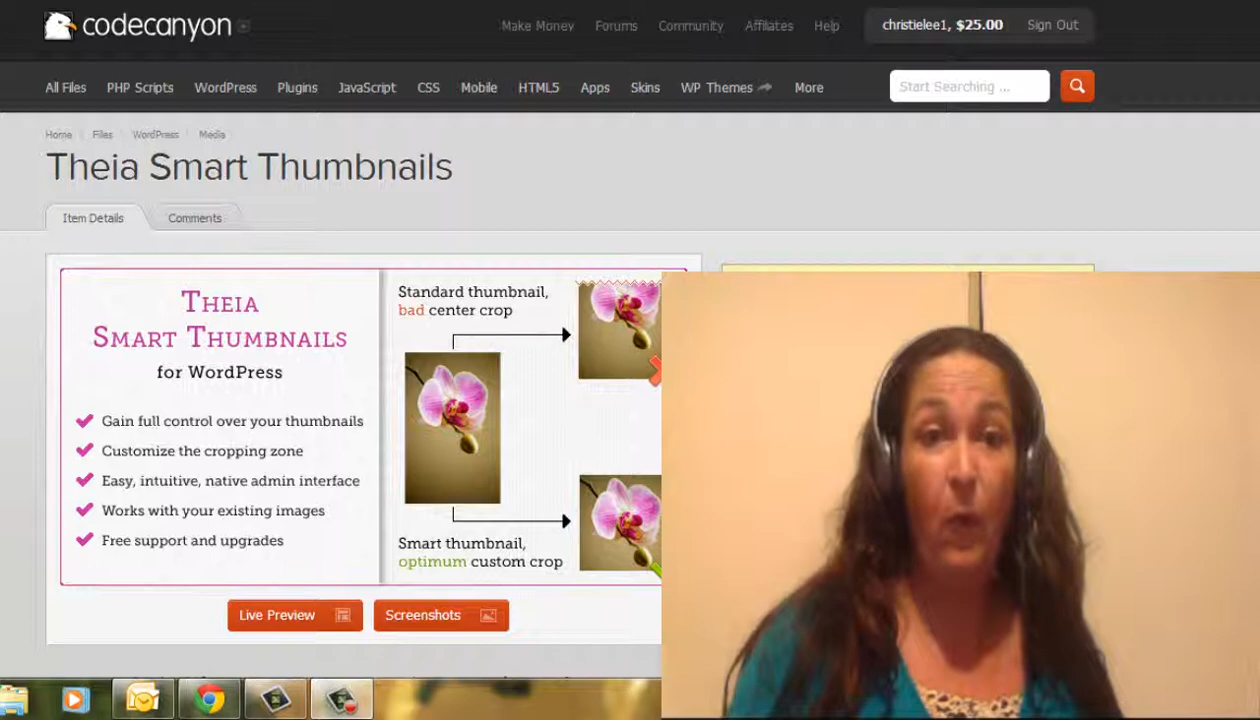 codecanyon
Make Money Forums Community Affiliates Help
christielee1, $25.00 Sign Out
All Files PHP Scripts WordPress Plugins JavaScript CSS Mobile HTML5 Apps Skins WP Themes More
Start Searching ...
Home Files WordPress Media
Theia Smart Thumbnails
Item Details Comments
THEIA
SMART THUMBNAILS
for WordPress
Gain full control over your thumbnails
Customize the cropping zone
Easy, intuitive, native admin interface
Works with your existing images
Free support and upgrades
Standard thumbnail,
bad center crop
Smart thumbnail,
optimum custom crop
Live Preview Screenshots